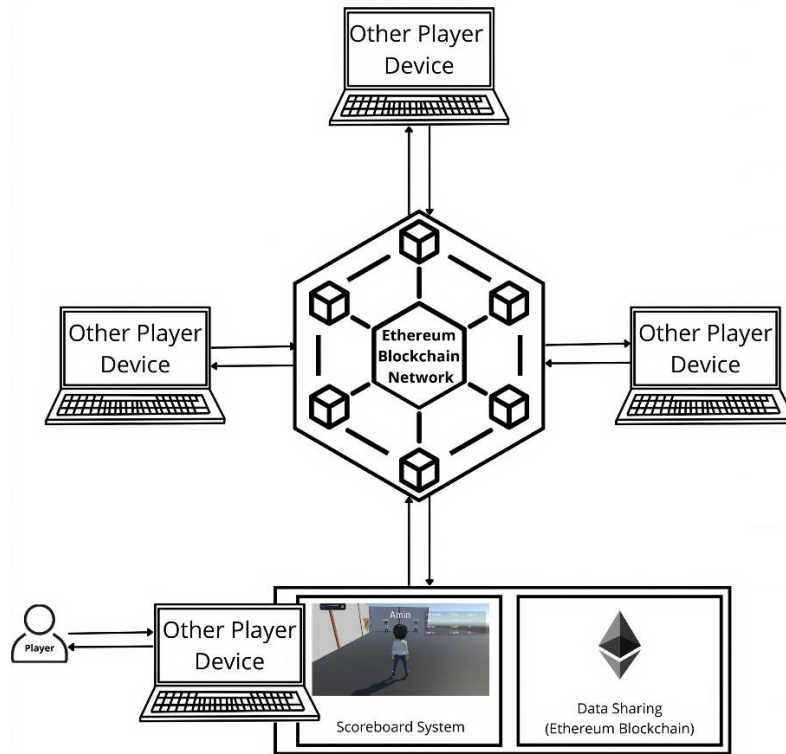 Other Player
Device
Other Player
Device
Ethereum
Blockchain
Network
Other Player
Device
Player
Other Player
Device
Amin
Scoreboard System
Data Sharing
(Ethereum Blockchain)